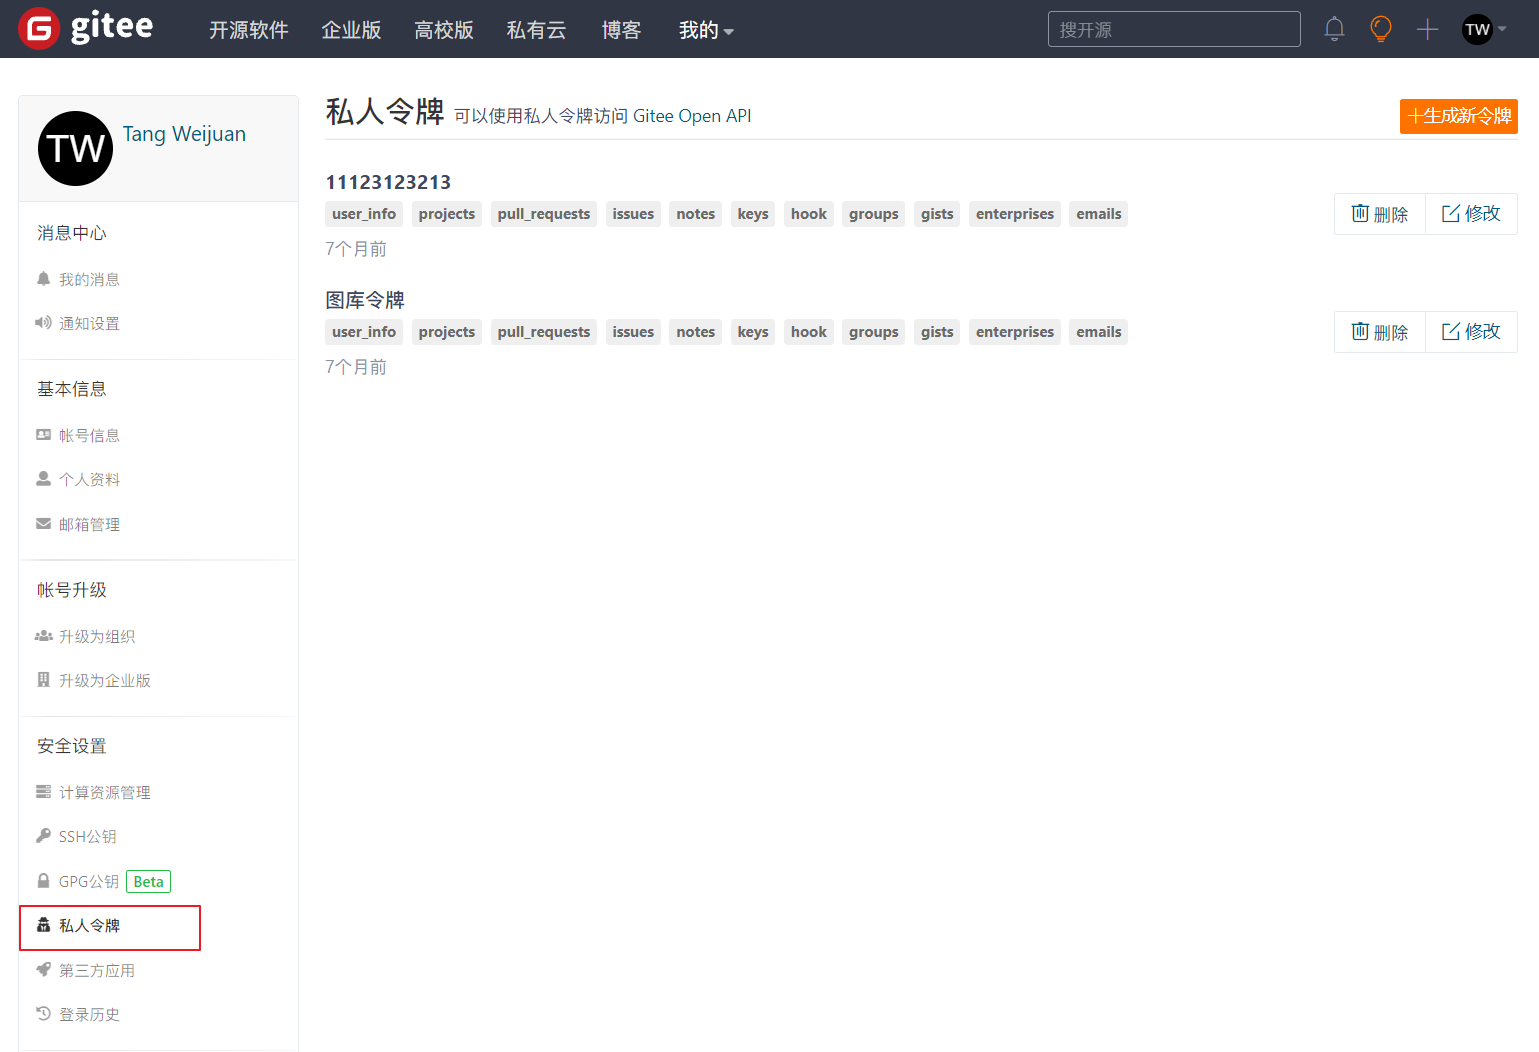 G gitee 开源软件 企业版 高校版 私有云 博客 我的 搜开源 TW
TW Tang Weijuan
消息中心
我的消息
通知设置
基本信息
帐号信息
个人资料
邮箱管理
帐号升级
升级为组织
升级为企业版
安全设置
计算资源管理
SSH公钥
GPG公钥 Beta
私人令牌
第三方应用
登录历史
私人令牌 可以使用私人令牌访问 Gitee Open API
+生成新令牌
11123123213
user_info projects pull_requests issues notes keys hook groups gists enterprises emails
删除 修改
7个月前
图库令牌
user_info projects pull_requests issues notes keys hook groups gists enterprises emails
删除 修改
7个月前